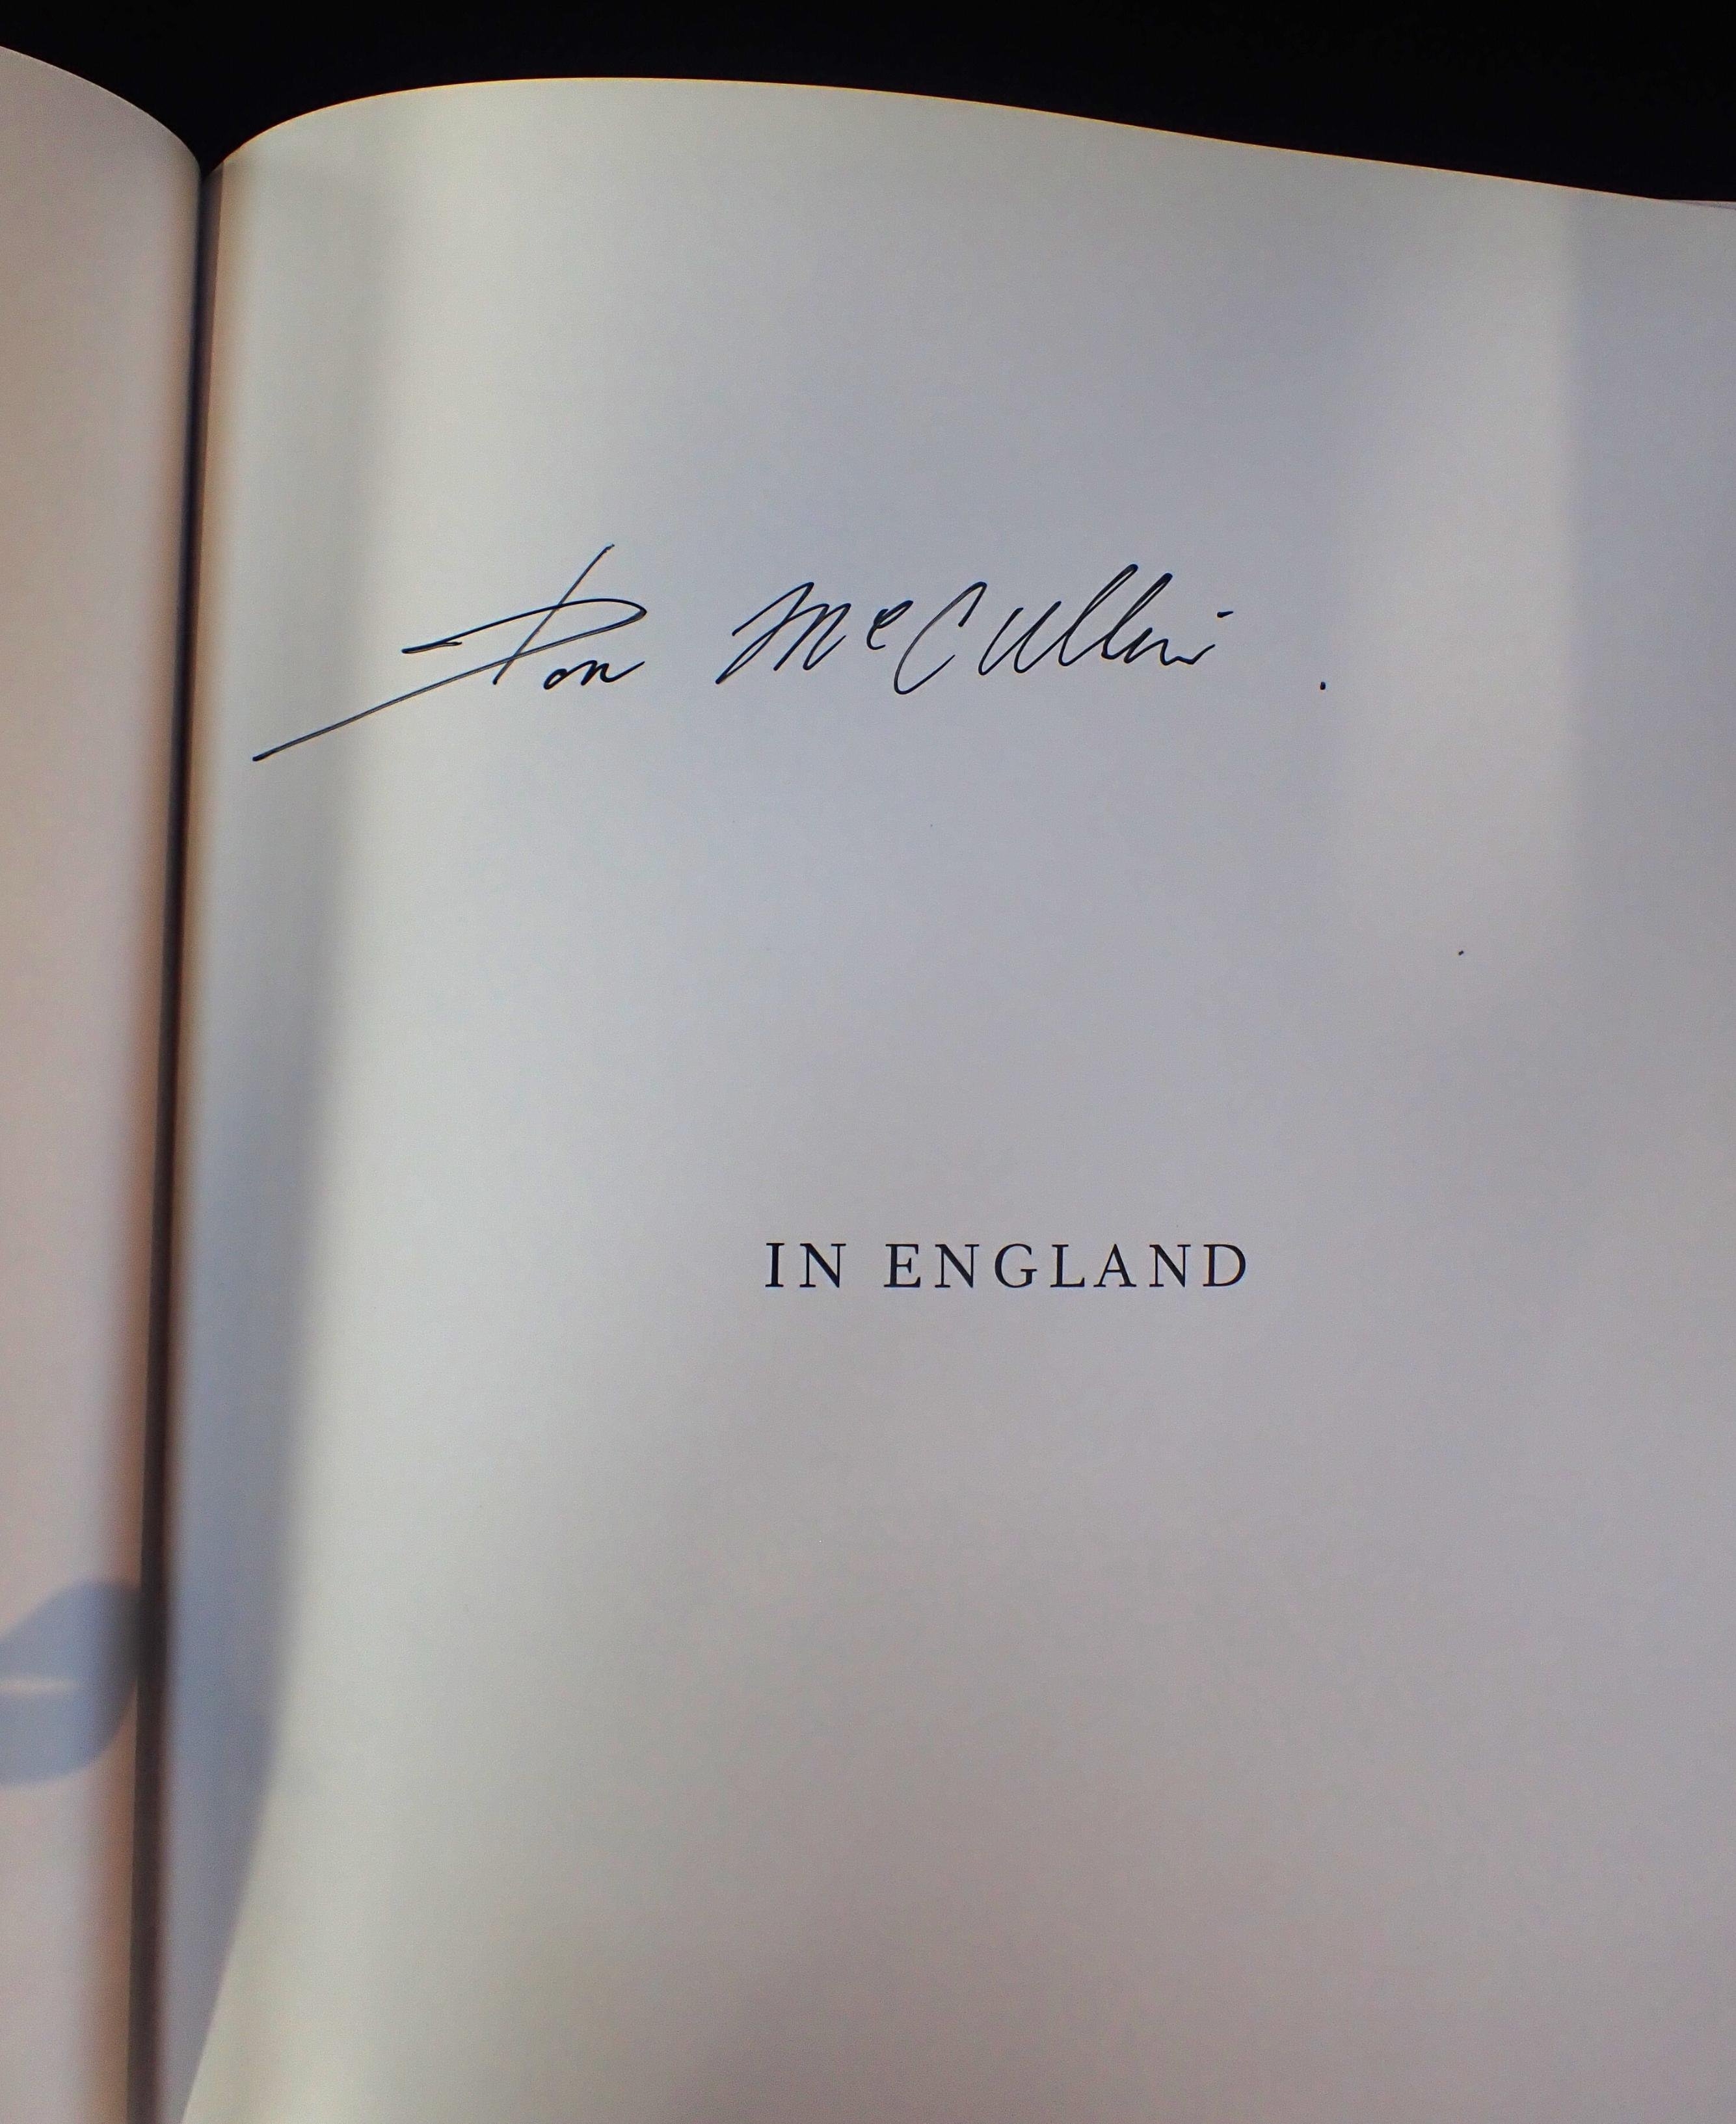 Don McCullin.
IN ENGLAND